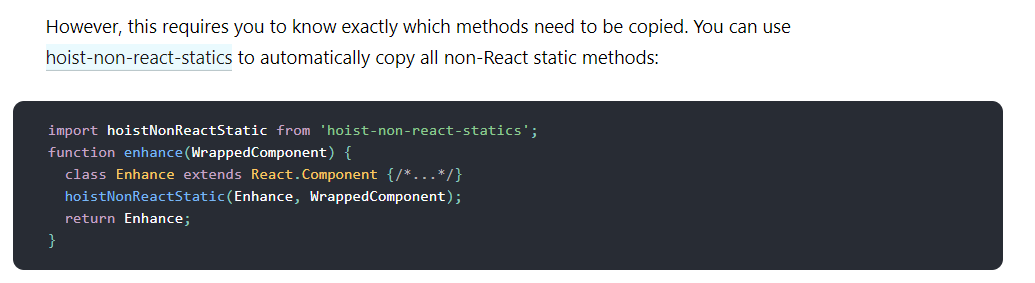 However, this requires you to know exactly which methods need to be copied. You can use
hoist-non-react-statics to automatically copy all non-React static methods:
import hoistNonReactStatic from 'hoist-non-react-statics';
function enhance(WrappedComponent) {
  class Enhance extends React.Component {/*...*/}
  hoistNonReactStatic(Enhance, WrappedComponent);
  return Enhance;
}